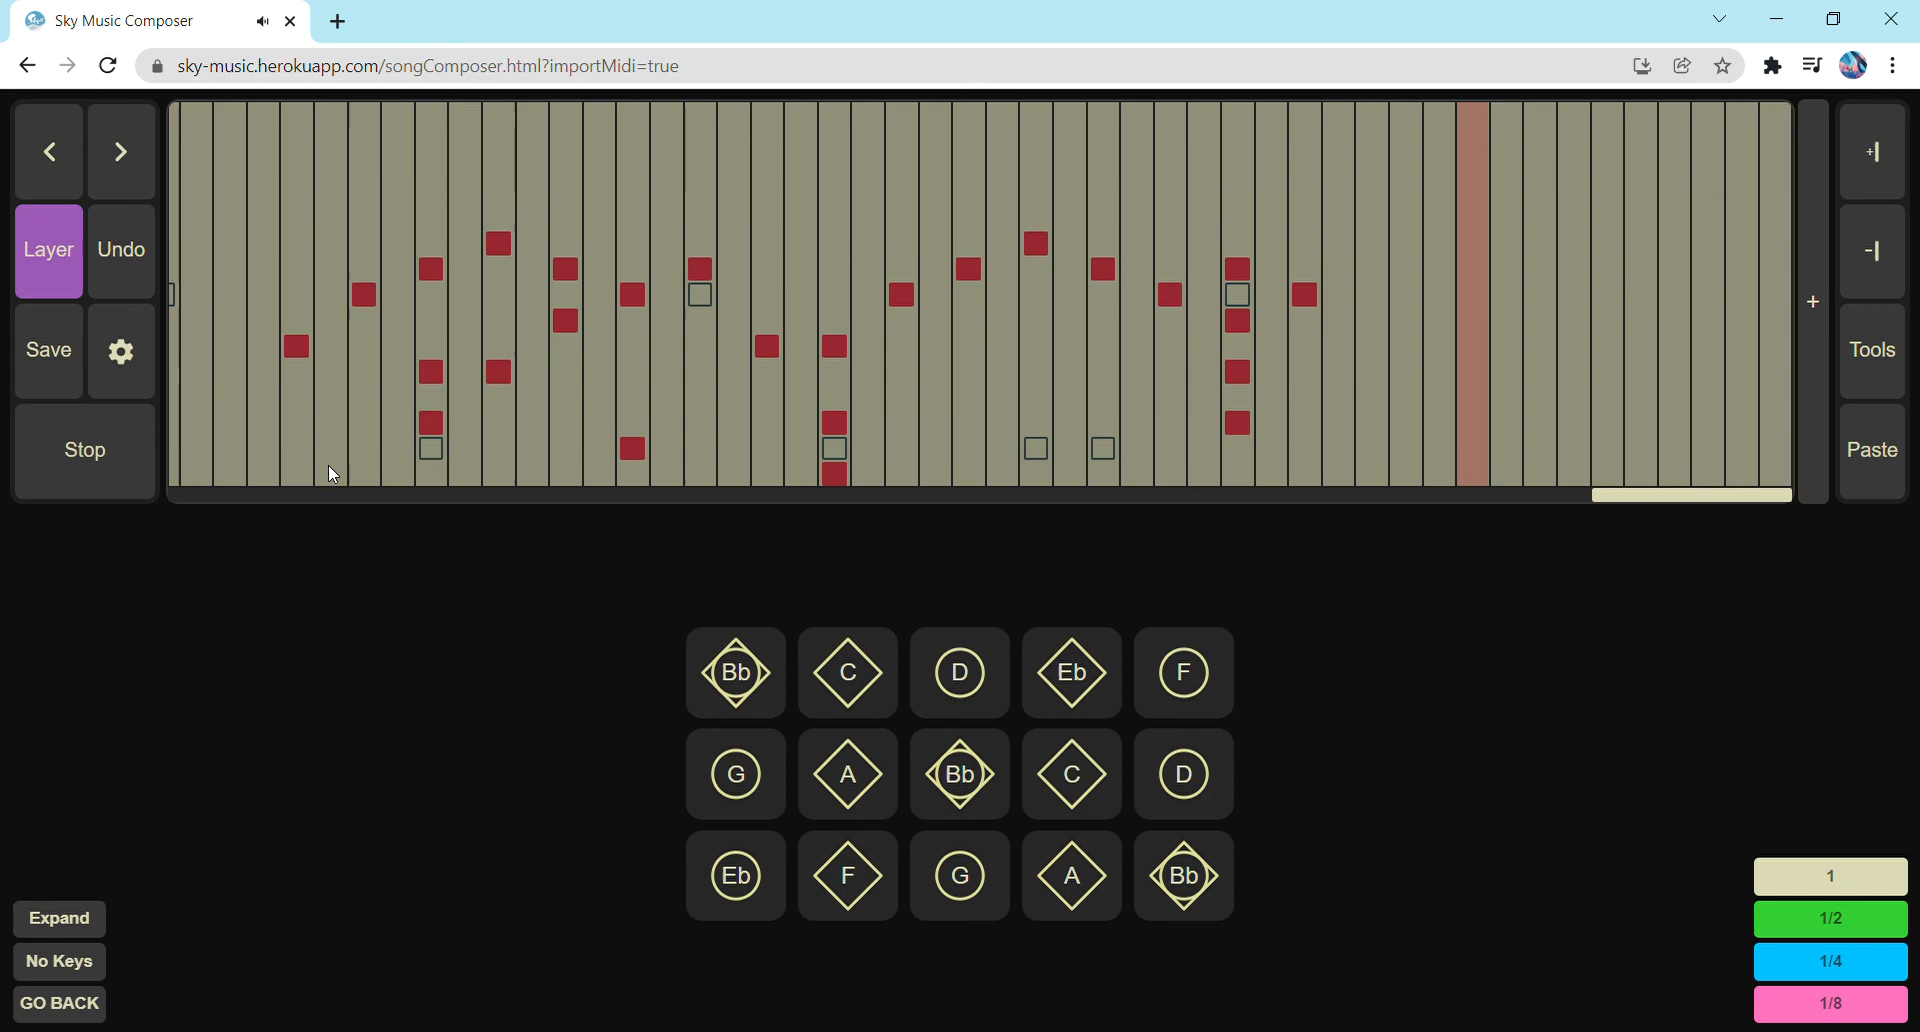 Sky Music Composer
sky-music.herokuapp.com/songComposer.html?importMidi=true
Layer Undo
Save
Stop
+
-
+
Tools
Paste
Bb C D Eb F
G A Bb C D
Eb F G A Bb
Expand
No Keys
GO BACK
1
1/2
1/4
1/8